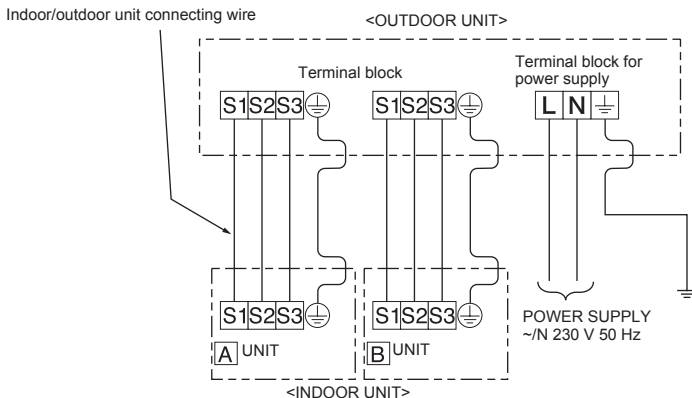 Indoor/outdoor unit connecting wire
<OUTDOOR UNIT>
Terminal block
Terminal block for
power supply
S1 S2 S3
S1 S2 S3
L N
S1 S2 S3
S1 S2 S3
A UNIT
B UNIT
POWER SUPPLY
~/N 230 V 50 Hz
<INDOOR UNIT>